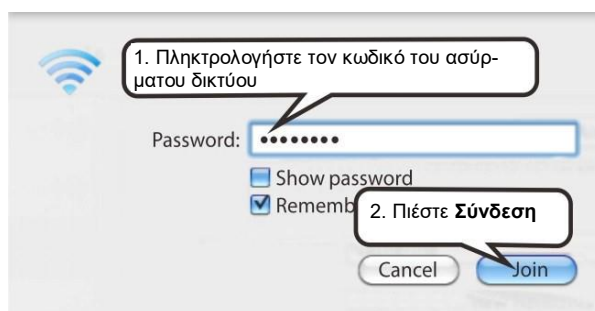 1. Πληκτρολογήστε τον κωδικό του ασύρ-
ματου δικτύου
Password: ••••••••
Show password
Rememb
2. Πιέστε Σύνδεση
Cancel Join